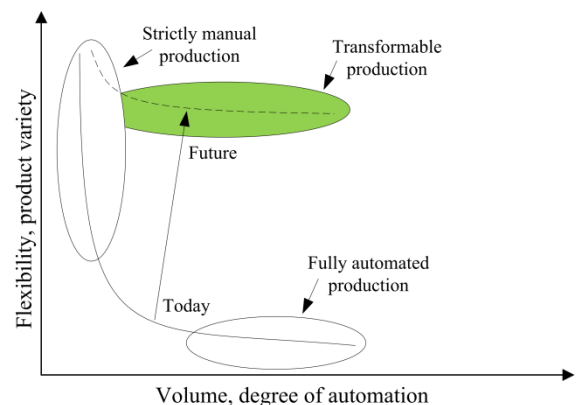 Strictly manual
production
Transformable
production
Future
Fully automated
production
Today
Flexibility, product variety
Volume, degree of automation